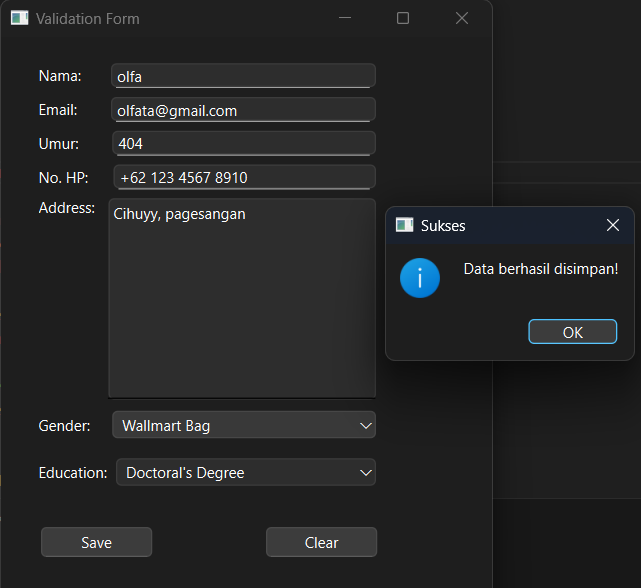 Validation Form
Nama: olfa
Email: olfata@gmail.com
Umur: 404
No. HP: +62 123 4567 8910
Address: Cihuyy, pagesangan
Sukses
Data berhasil disimpan!
OK
Gender: Wallmart Bag
Education: Doctoral's Degree
Save Clear